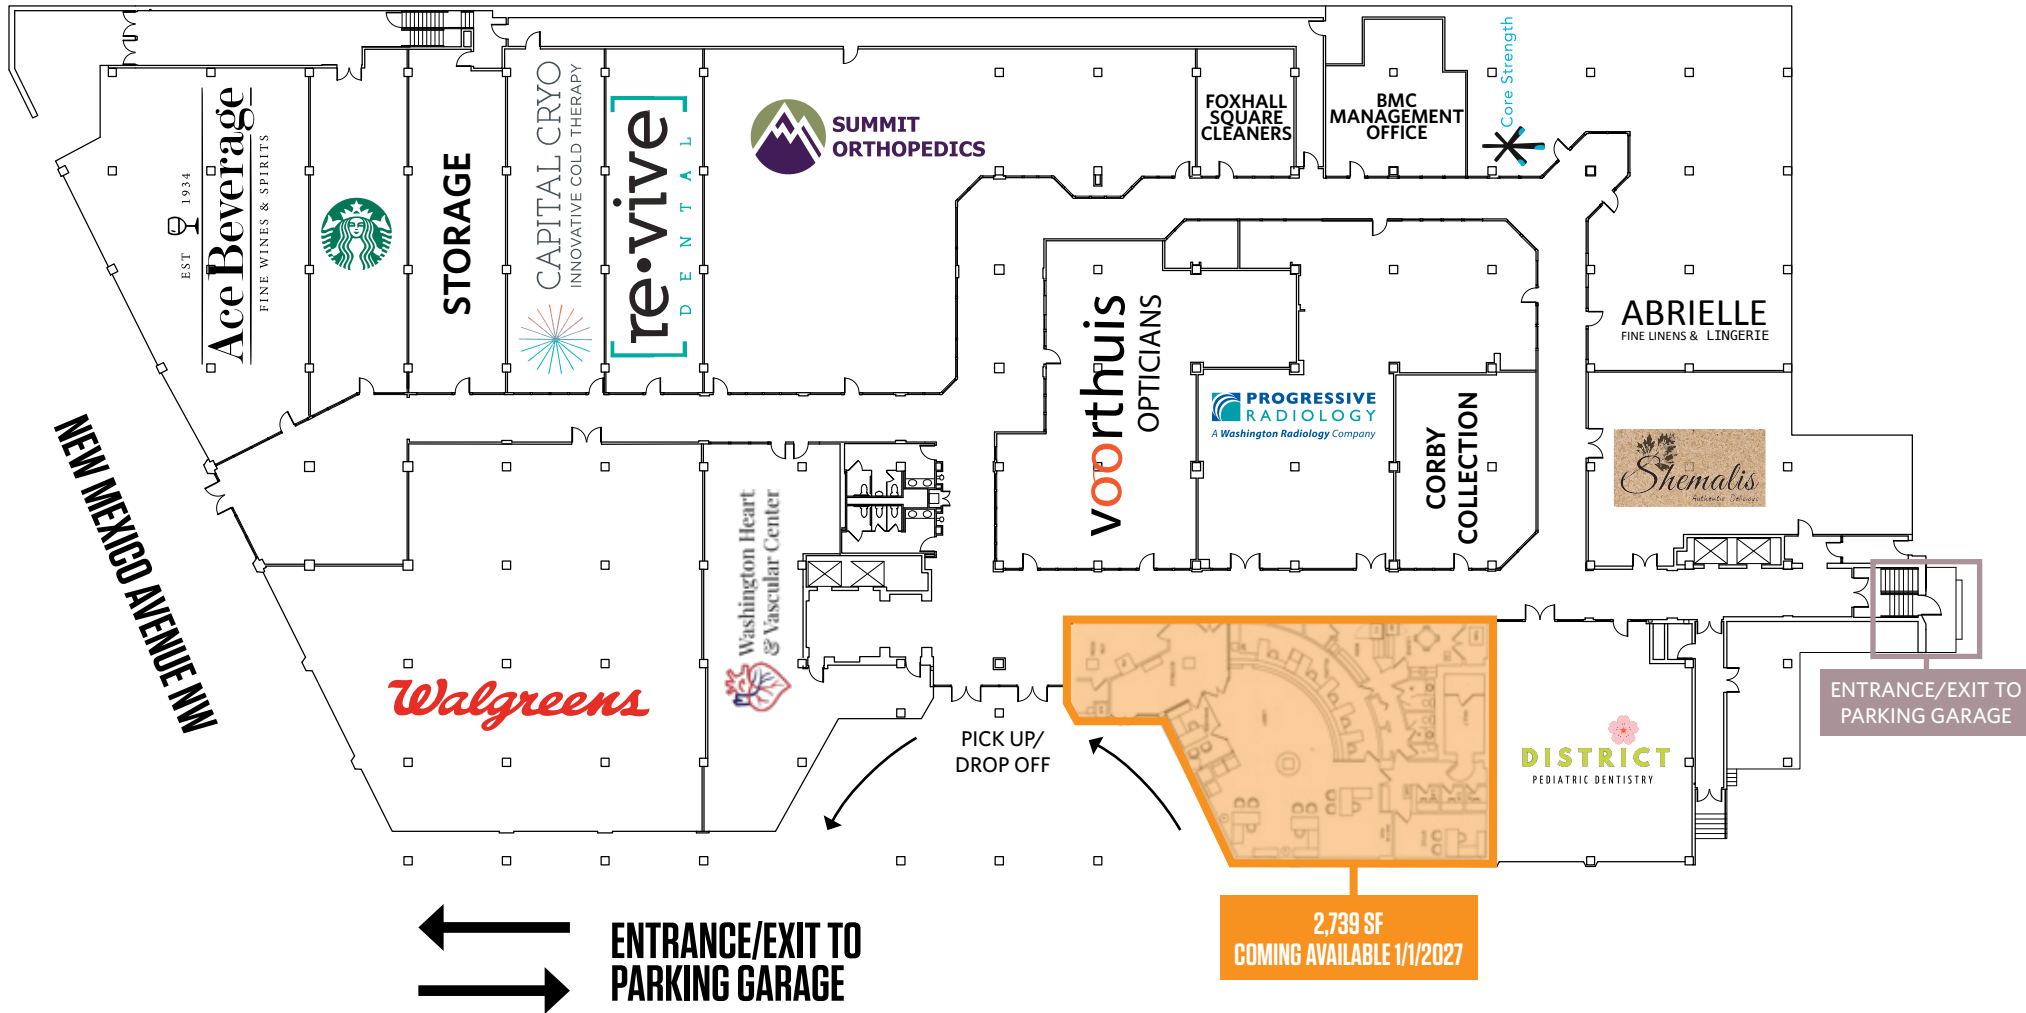 EST 1934
Ace Beverage
FINE WINES & SPIRITS
STORAGE
CAPITAL CRYO
INNOVATIVE COLD THERAPY
[re•vive]
DENTAL
SUMMIT
ORTHOPEDICS
FOXHALL
SQUARE
CLEANERS
BMC
MANAGEMENT
OFFICE
Core Strength
ABRIELLE
FINE LINENS & LINGERIE
voorthuis
OPTICIANS
PROGRESSIVE
RADIOLOGY
A Washington Radiology Company
CORBY
COLLECTION
Shemalis
Authentic Delicious
NEW MEXICO AVENUE NW
Walgreens
Washington Heart
& Vascular Center
PICK UP/
DROP OFF
DISTRICT
PEDIATRIC DENTISTRY
ENTRANCE/EXIT TO
PARKING GARAGE
2,739 SF
COMING AVAILABLE 1/1/2027
ENTRANCE/EXIT TO
PARKING GARAGE